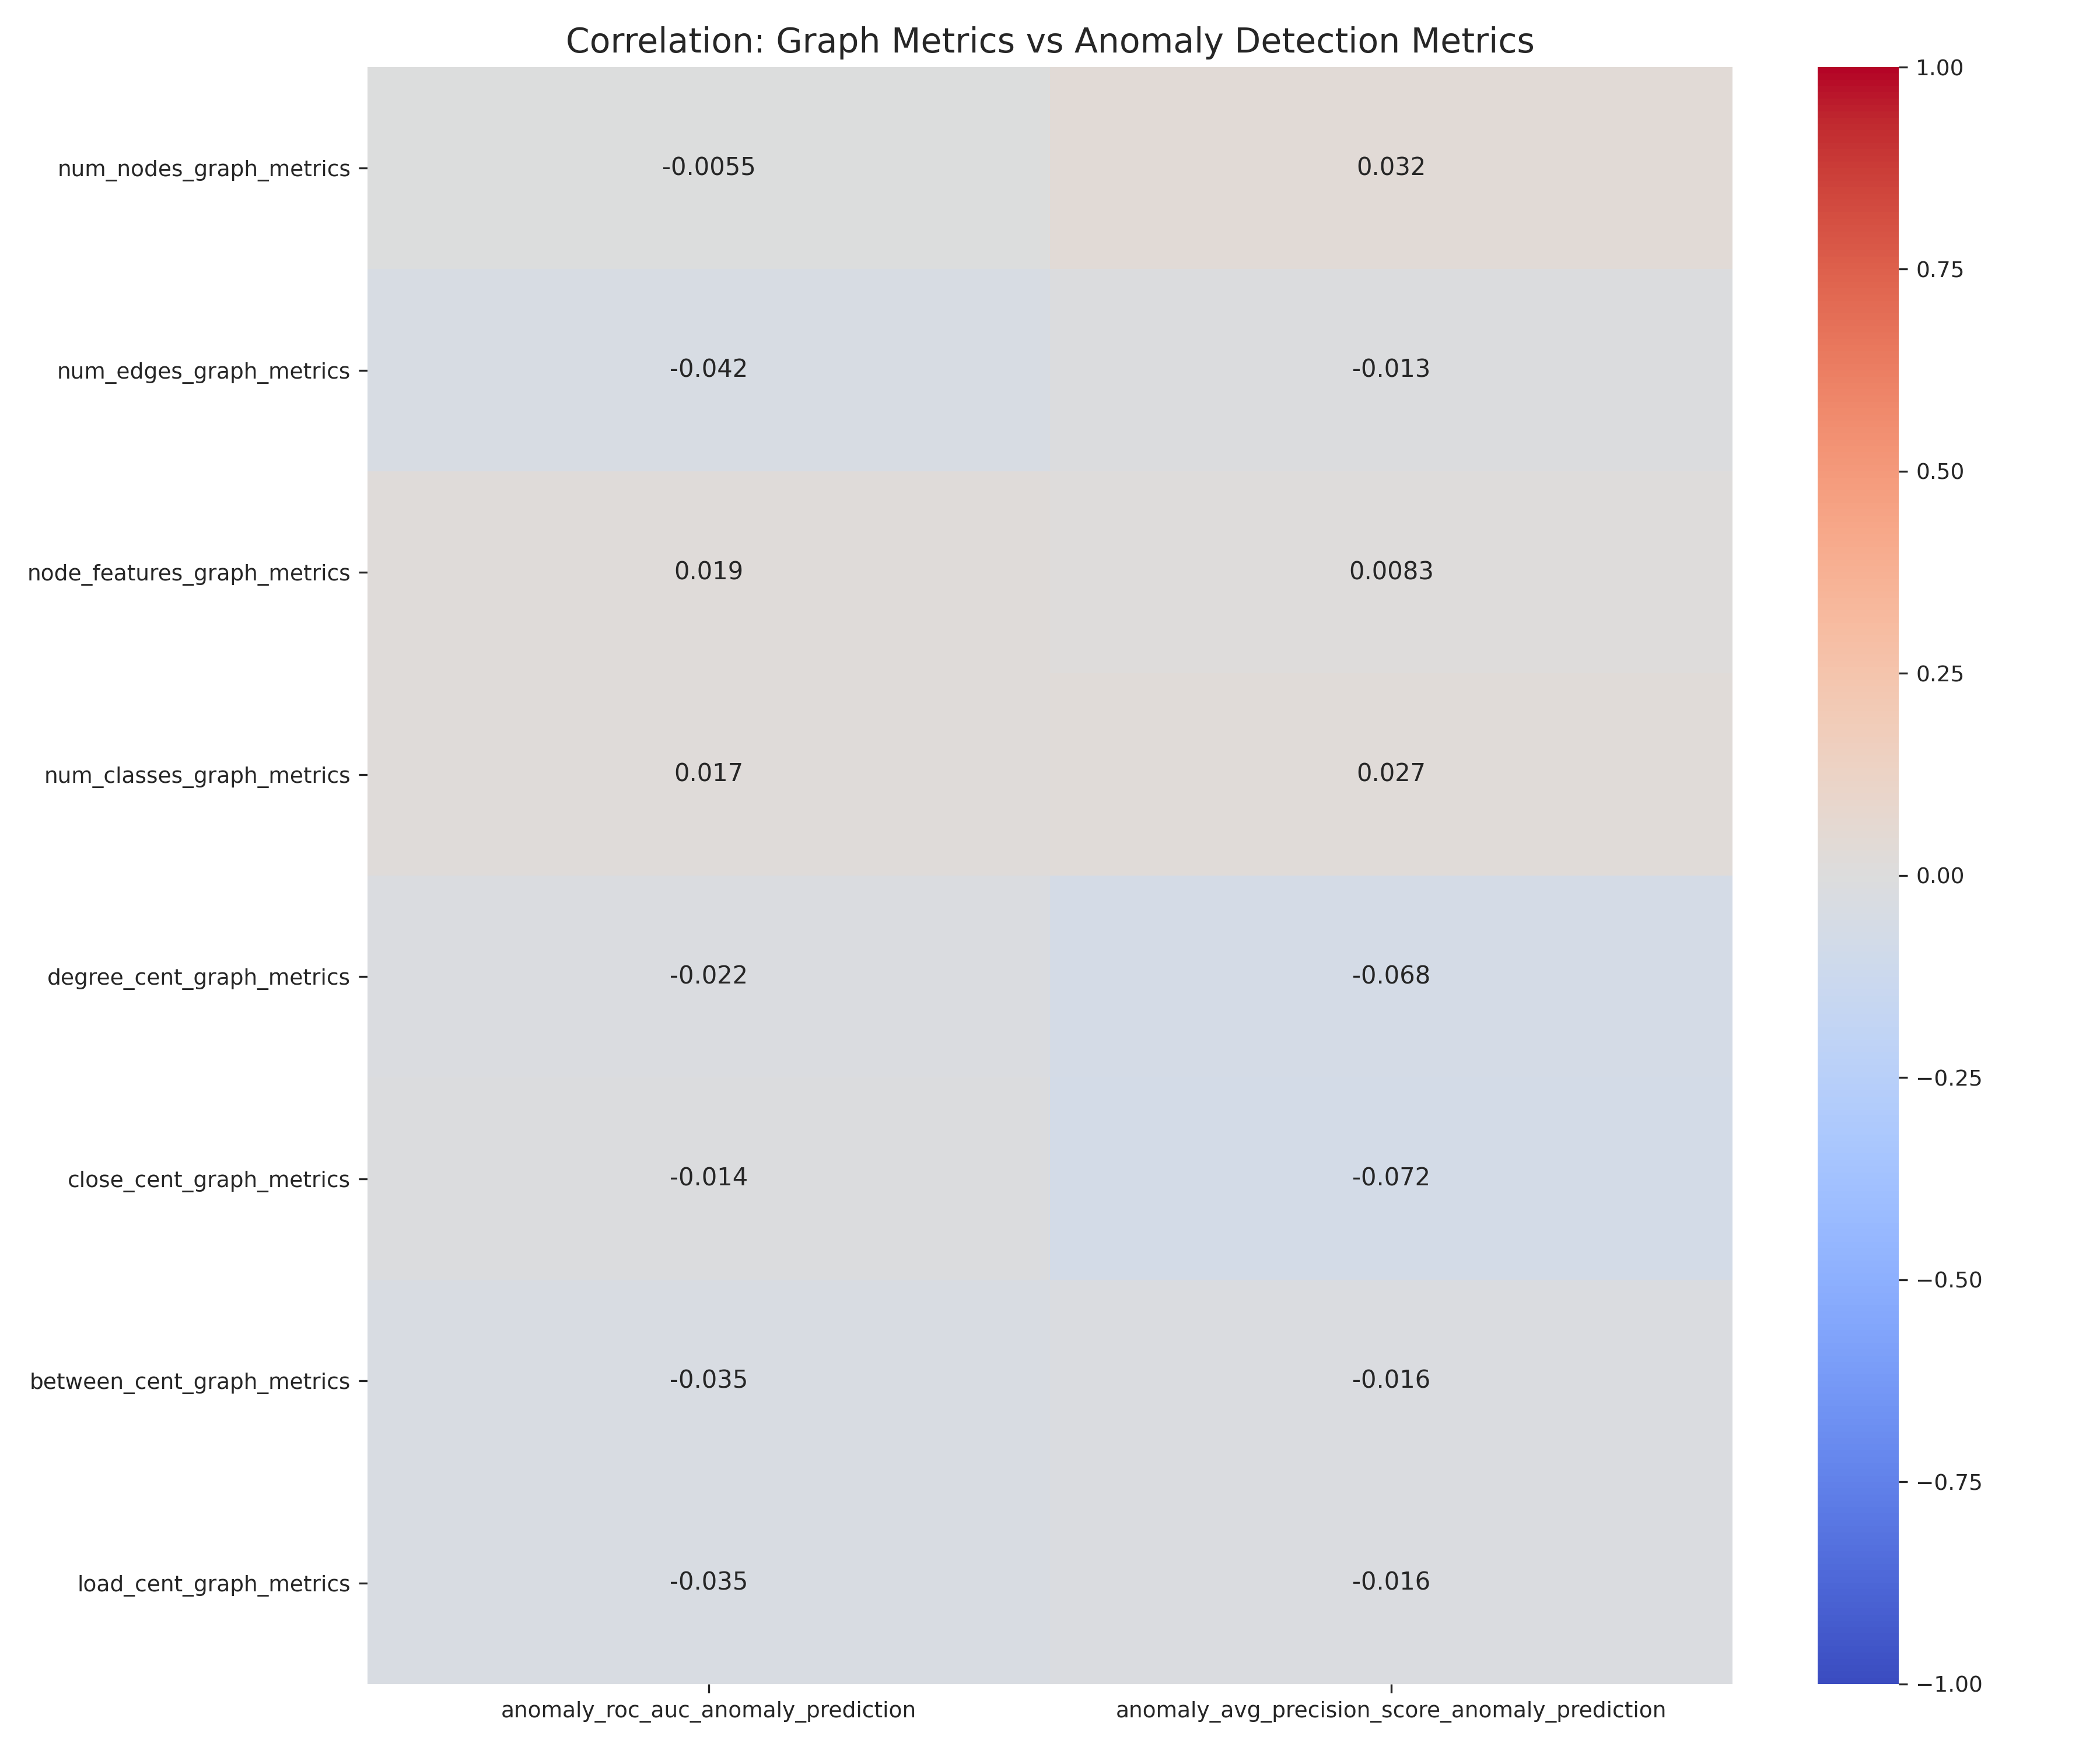 Correlation: Graph Metrics vs Anomaly Detection Metrics
num_nodes_graph_metrics -0.0055 0.032
num_edges_graph_metrics -0.042 -0.013
node_features_graph_metrics 0.019 0.0083
num_classes_graph_metrics 0.017 0.027
degree_cent_graph_metrics -0.022 -0.068
close_cent_graph_metrics -0.014 -0.072
between_cent_graph_metrics -0.035 -0.016
load_cent_graph_metrics -0.035 -0.016
anomaly_roc_auc_anomaly_prediction anomaly_avg_precision_score_anomaly_prediction
1.00
0.75
0.50
0.25
0.00
−0.25
−0.50
−0.75
−1.00